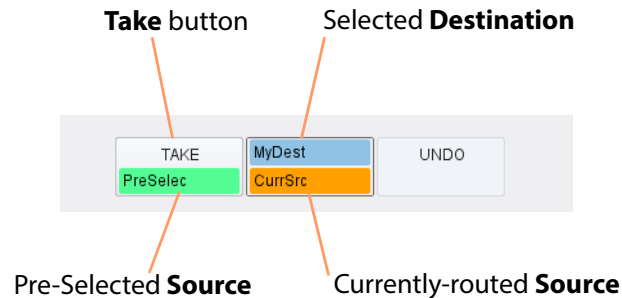 Take button
Selected Destination
TAKE
MyDest
UNDO
PreSelec
CurrSrc
Pre-Selected Source
Currently-routed Source